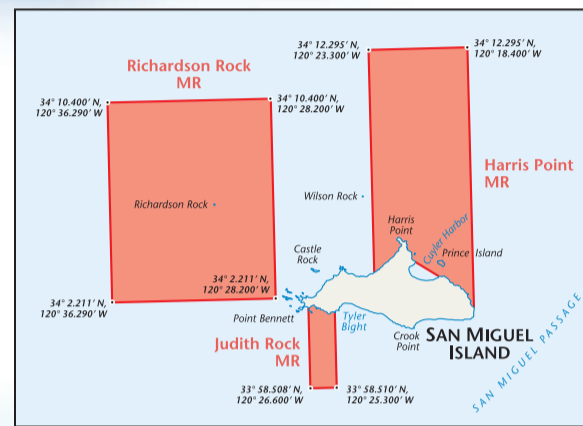 34° 12.295' N,
120° 23.300' W
34° 12.295' N,
120° 18.400' W
Richardson Rock
MR
34° 10.400' N,
120° 36.290' W
34° 10.400' N,
120° 28.200' W
Harris Point
MR
Richardson Rock
Wilson Rock
Harris
Point
Cuyler Harbor
Prince Island
Castle
Rock
34° 2.211' N,
120° 28.200' W
34° 2.211' N,
120° 36.290' W
Point Bennett
Tyler
Bight
Crook
Point
SAN MIGUEL
ISLAND
SAN MIGUEL PASSAGE
Judith Rock
MR
33° 58.508' N,
120° 26.600' W
33° 58.510' N,
120° 25.300' W